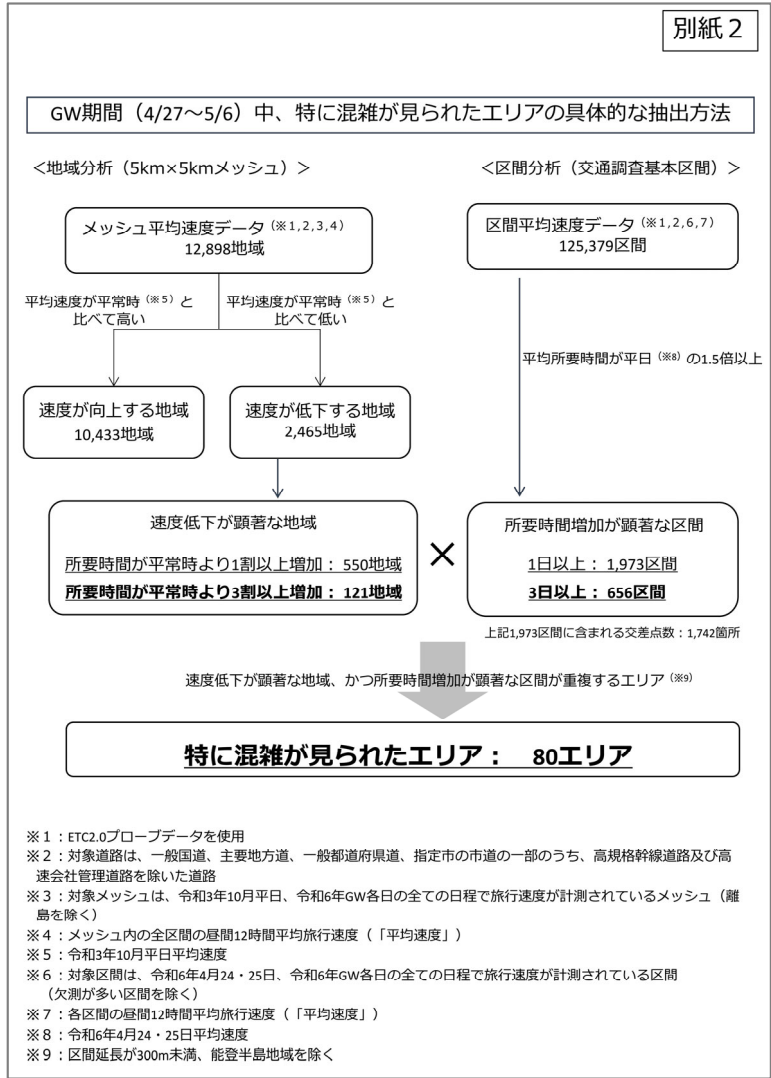 別紙２
GW期間（4/27～5/6）中、特に混雑が見られたエリアの具体的な抽出方法
＜地域分析（5km×5kmメッシュ）＞
メッシュ平均速度データ（※1,2,3,4）
12,898地域
平均速度が平常時（※5）と
比べて高い
平均速度が平常時（※5）と
比べて低い
速度が向上する地域
10,433地域
速度が低下する地域
2,465地域
速度低下が顕著な地域
所要時間が平常時より1割以上増加： 550地域
所要時間が平常時より3割以上増加： 121地域
×
＜区間分析（交通調査基本区間）＞
区間平均速度データ（※1,2,6,7）
125,379区間
平均所要時間が平日（※8）の1.5倍以上
所要時間増加が顕著な区間
1日以上： 1,973区間
3日以上： 656区間
上記1,973区間に含まれる交差点数：1,742箇所
速度低下が顕著な地域、かつ所要時間増加が顕著な区間が重複するエリア（※9）
特に混雑が見られたエリア： 80エリア
※１：ETC2.0プローブデータを使用
※２：対象道路は、一般国道、主要地方道、一般都道府県道、指定市の市道の一部のうち、高規格幹線道路及び高
速会社管理道路を除いた道路
※３：対象メッシュは、令和3年10月平日、令和6年GW各日の全ての日程で旅行速度が計測されているメッシュ（離
島を除く）
※４：メッシュ内の全区間の昼間12時間平均旅行速度（「平均速度」）
※５：令和3年10月平日平均速度
※６：対象区間は、令和6年4月24・25日、令和6年GW各日の全ての日程で旅行速度が計測されている区間
（欠測が多い区間を除く）
※７：各区間の昼間12時間平均旅行速度（「平均速度」）
※８：令和6年4月24・25日平均速度
※９：区間延長が300m未満、能登半島地域を除く